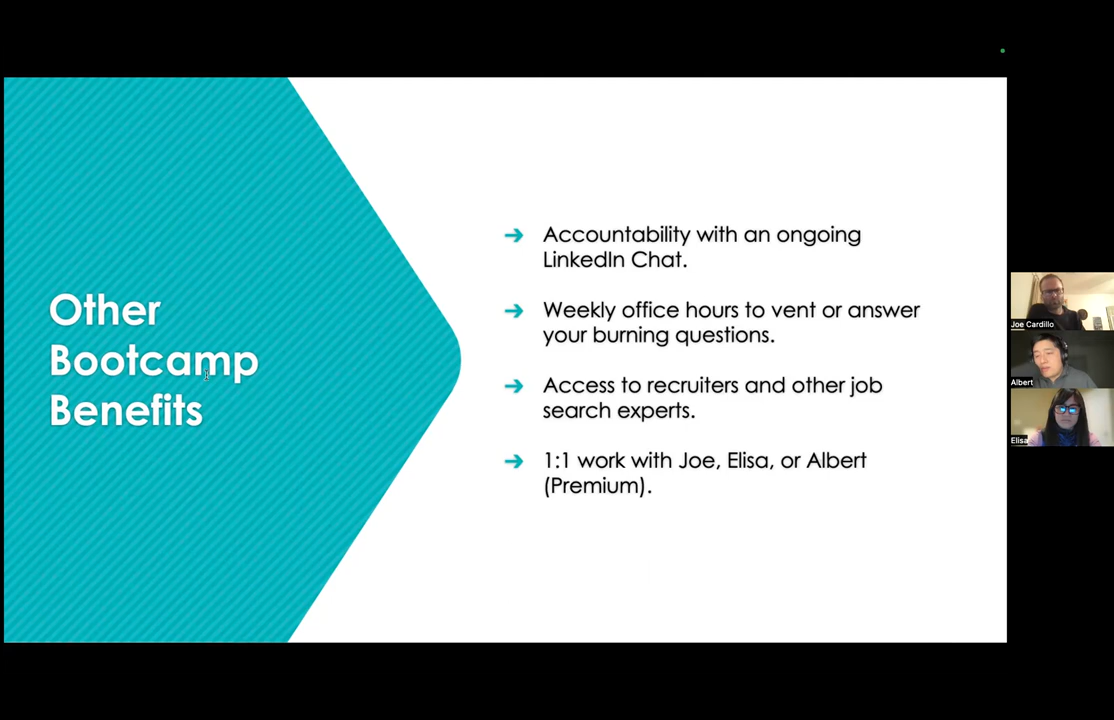 Other
Bootcamp
Benefits
➔ Accountability with an ongoing
LinkedIn Chat.
➔ Weekly office hours to vent or answer
your burning questions.
➔ Access to recruiters and other job
search experts.
➔ 1:1 work with Joe, Elisa, or Albert
(Premium).
Joe Cardillo
Albert
Elisa